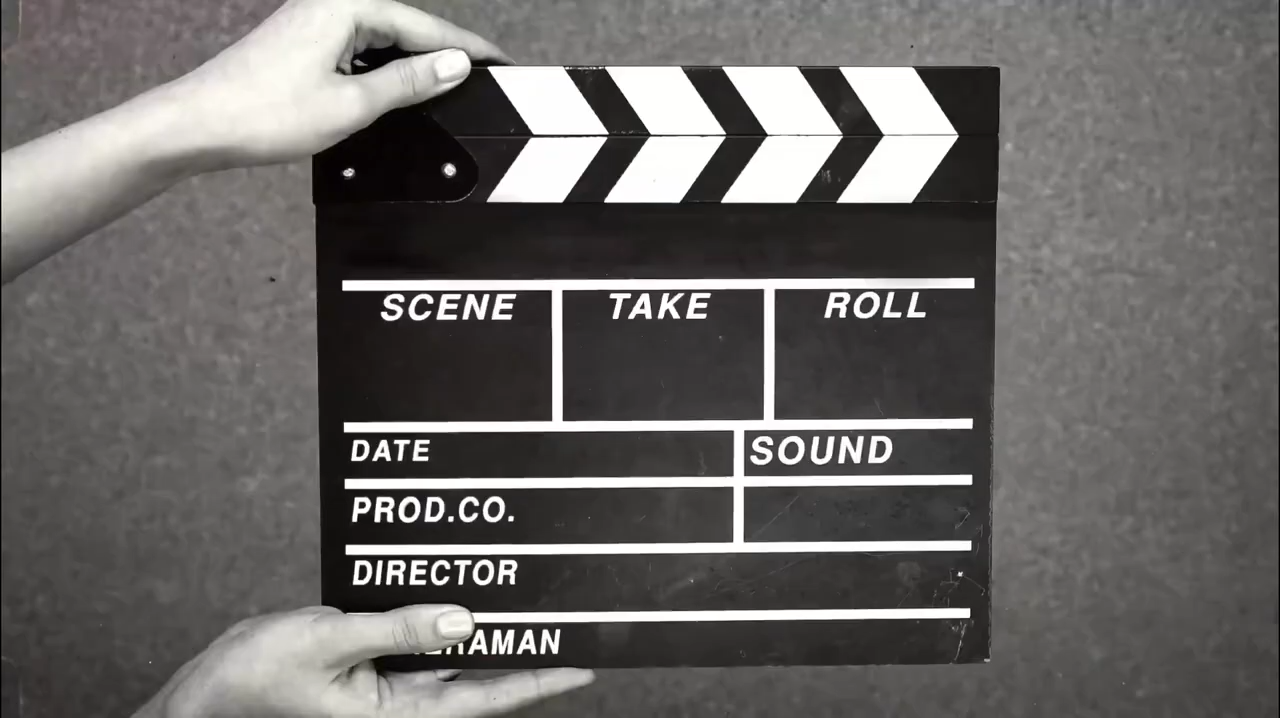 SCENE TAKE ROLL
DATE SOUND
PROD.CO.
DIRECTOR